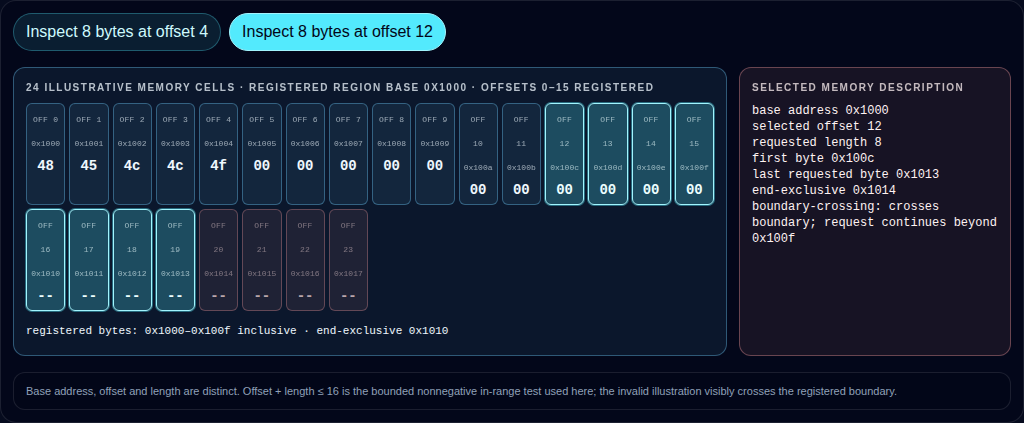 Inspect 8 bytes at offset 4 Inspect 8 bytes at offset 12
24 ILLUSTRATIVE MEMORY CELLS · REGISTERED REGION BASE 0X1000 · OFFSETS 0–15 REGISTERED
OFF 0 OFF 1 OFF 2 OFF 3 OFF 4 OFF 5 OFF 6 OFF 7 OFF 8 OFF 9 OFF 10 OFF 11 OFF 12 OFF 13 OFF 14 OFF 15
0x1000 0x1001 0x1002 0x1003 0x1004 0x1005 0x1006 0x1007 0x1008 0x1009 0x100a 0x100b 0x100c 0x100d 0x100e 0x100f
48 45 4c 4c 4f 00 00 00 00 00 00 00 00 00 00 00
OFF 16 OFF 17 OFF 18 OFF 19 OFF 20 OFF 21 OFF 22 OFF 23
0x1010 0x1011 0x1012 0x1013 0x1014 0x1015 0x1016 0x1017
-- -- -- -- -- -- -- --
registered bytes: 0x1000–0x100f inclusive · end-exclusive 0x1010
SELECTED MEMORY DESCRIPTION
base address 0x1000
selected offset 12
requested length 8
first byte 0x100c
last requested byte 0x1013
end-exclusive 0x1014
boundary-crossing: crosses
boundary; request continues beyond
0x100f
Base address, offset and length are distinct. Offset + length ≤ 16 is the bounded nonnegative in-range test used here; the invalid illustration visibly crosses the registered boundary.